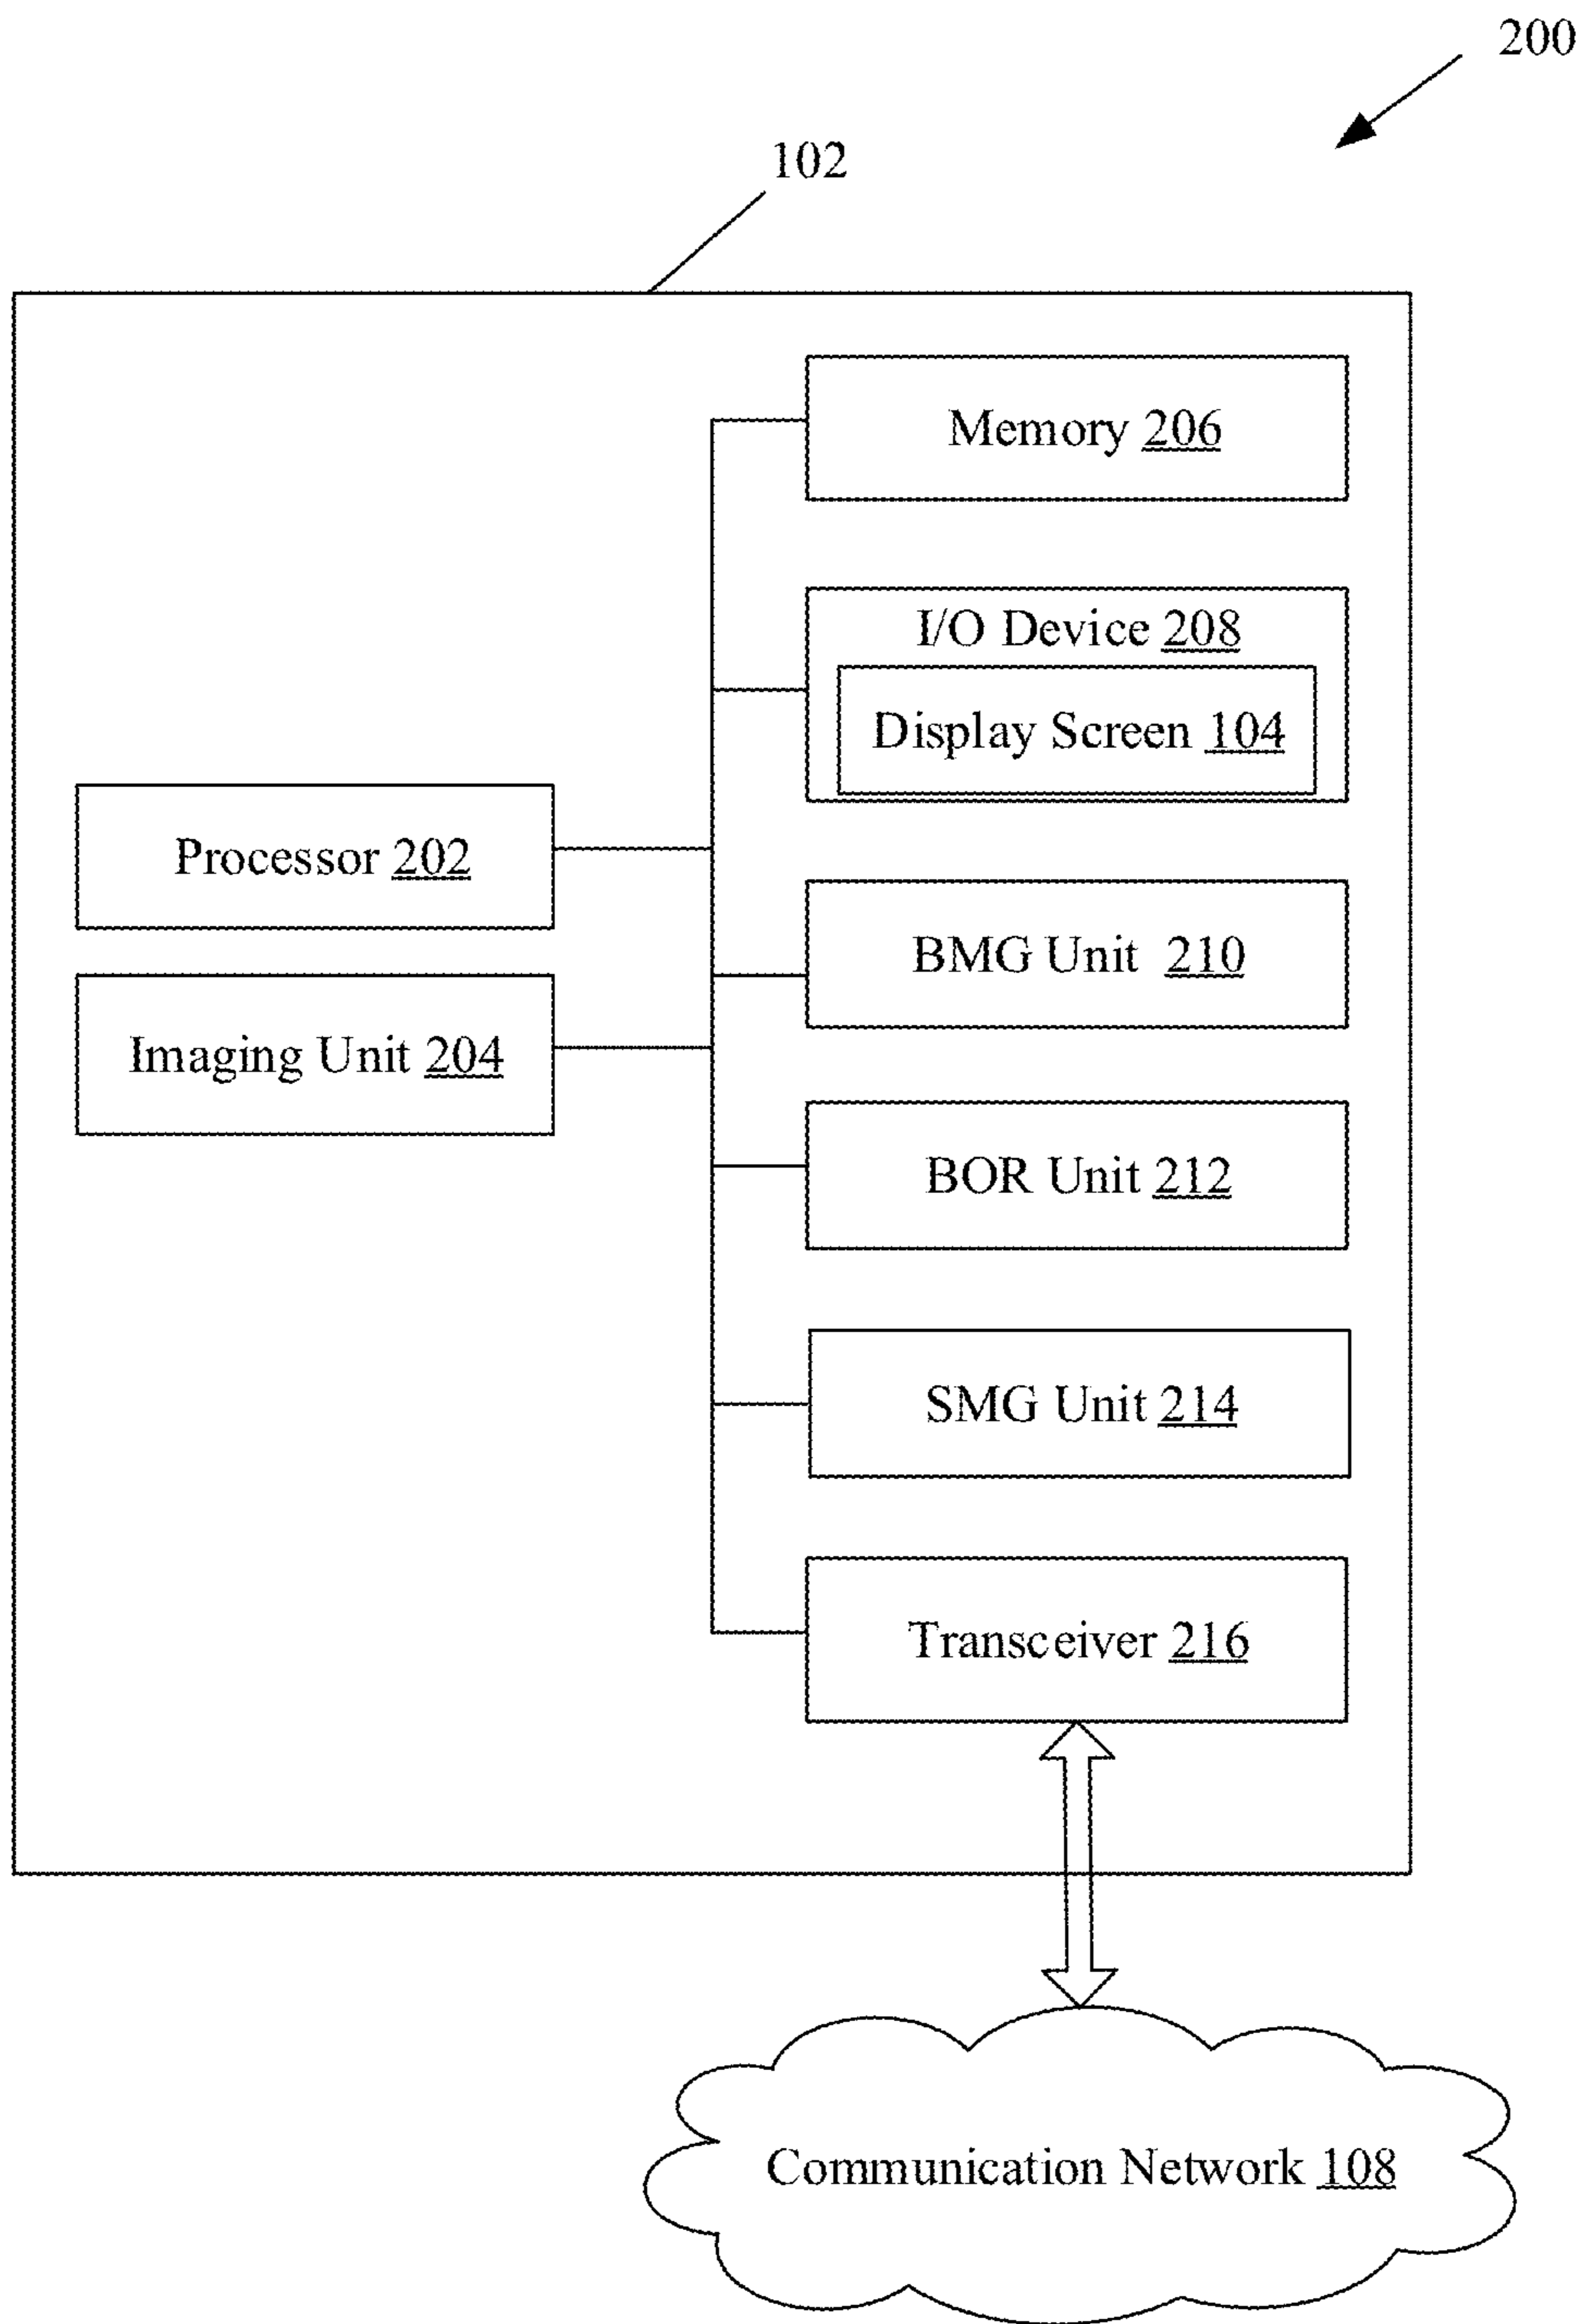 200
102
Memory 206
I/O Device 208
Display Screen 104
Processor 202
BMG Unit 210
Imaging Unit 204
BOR Unit 212
SMG Unit 214
Transceiver 216
Communication Network 108